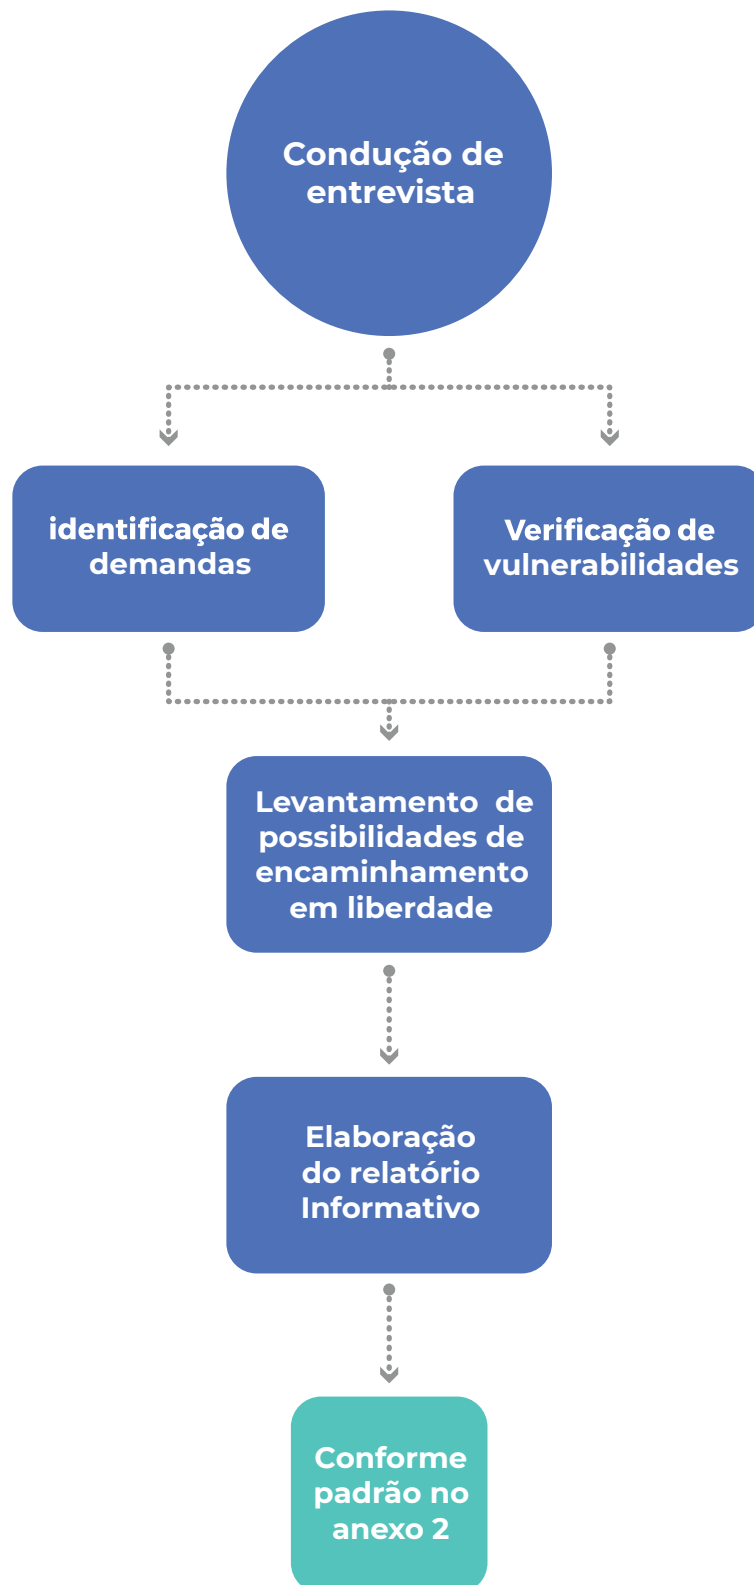 Condução de
entrevista
identificação de
demandas
Verificação de
vulnerabilidades
Levantamento de
possibilidades de
encaminhamento
em liberdade
Elaboração
do relatório
Informativo
Conforme
padrão no
anexo 2